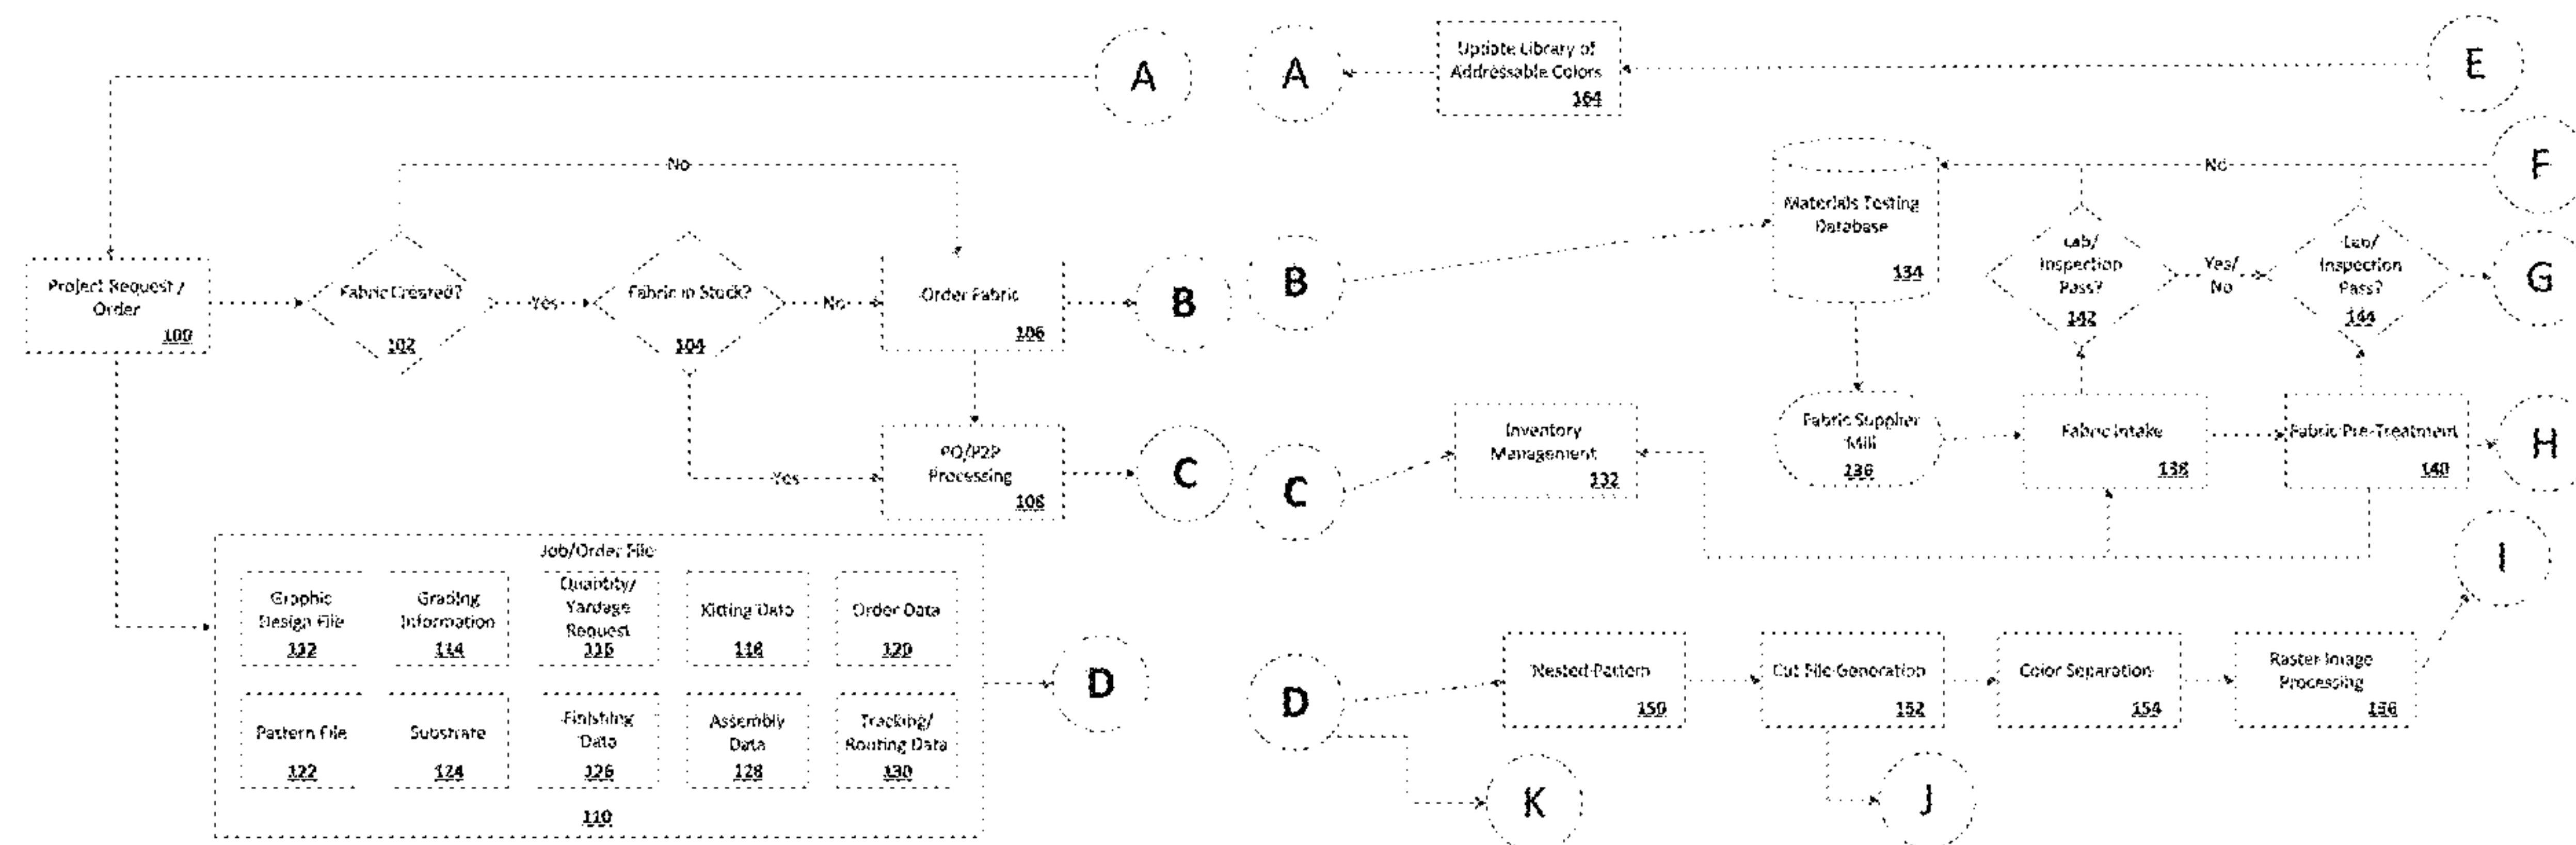 A
A
Update Library of
Addressable Colors
164
E
No
Project Request /
Order
100
Fabric Created?
102
Yes
Fabric in Stock?
104
No
Order Fabric
106
B
Yes
PO/P2P
Processing
108
C
Job/Order File
Graphic
Design File
112
Grading
Information
114
Quantity/
Yardage
Request
116
Kitting Data
118
Order Data
120
Pattern File
122
Substrate
124
Finishing
Data
126
Assembly
Data
128
Tracking/
Routing Data
130
110
D
B
Materials Testing
Database
134
No
F
Lab/
Inspection
Pass?
142
Yes/
No
Lab/
Inspection
Pass?
144
G
C
Inventory
Management
132
Fabric Supplier
Mill
136
Fabric Intake
138
Fabric Pre-Treatment
140
H
I
D
Nested Pattern
150
Cut File Generation
152
Color Separation
154
Raster Image
Processing
156
K
J